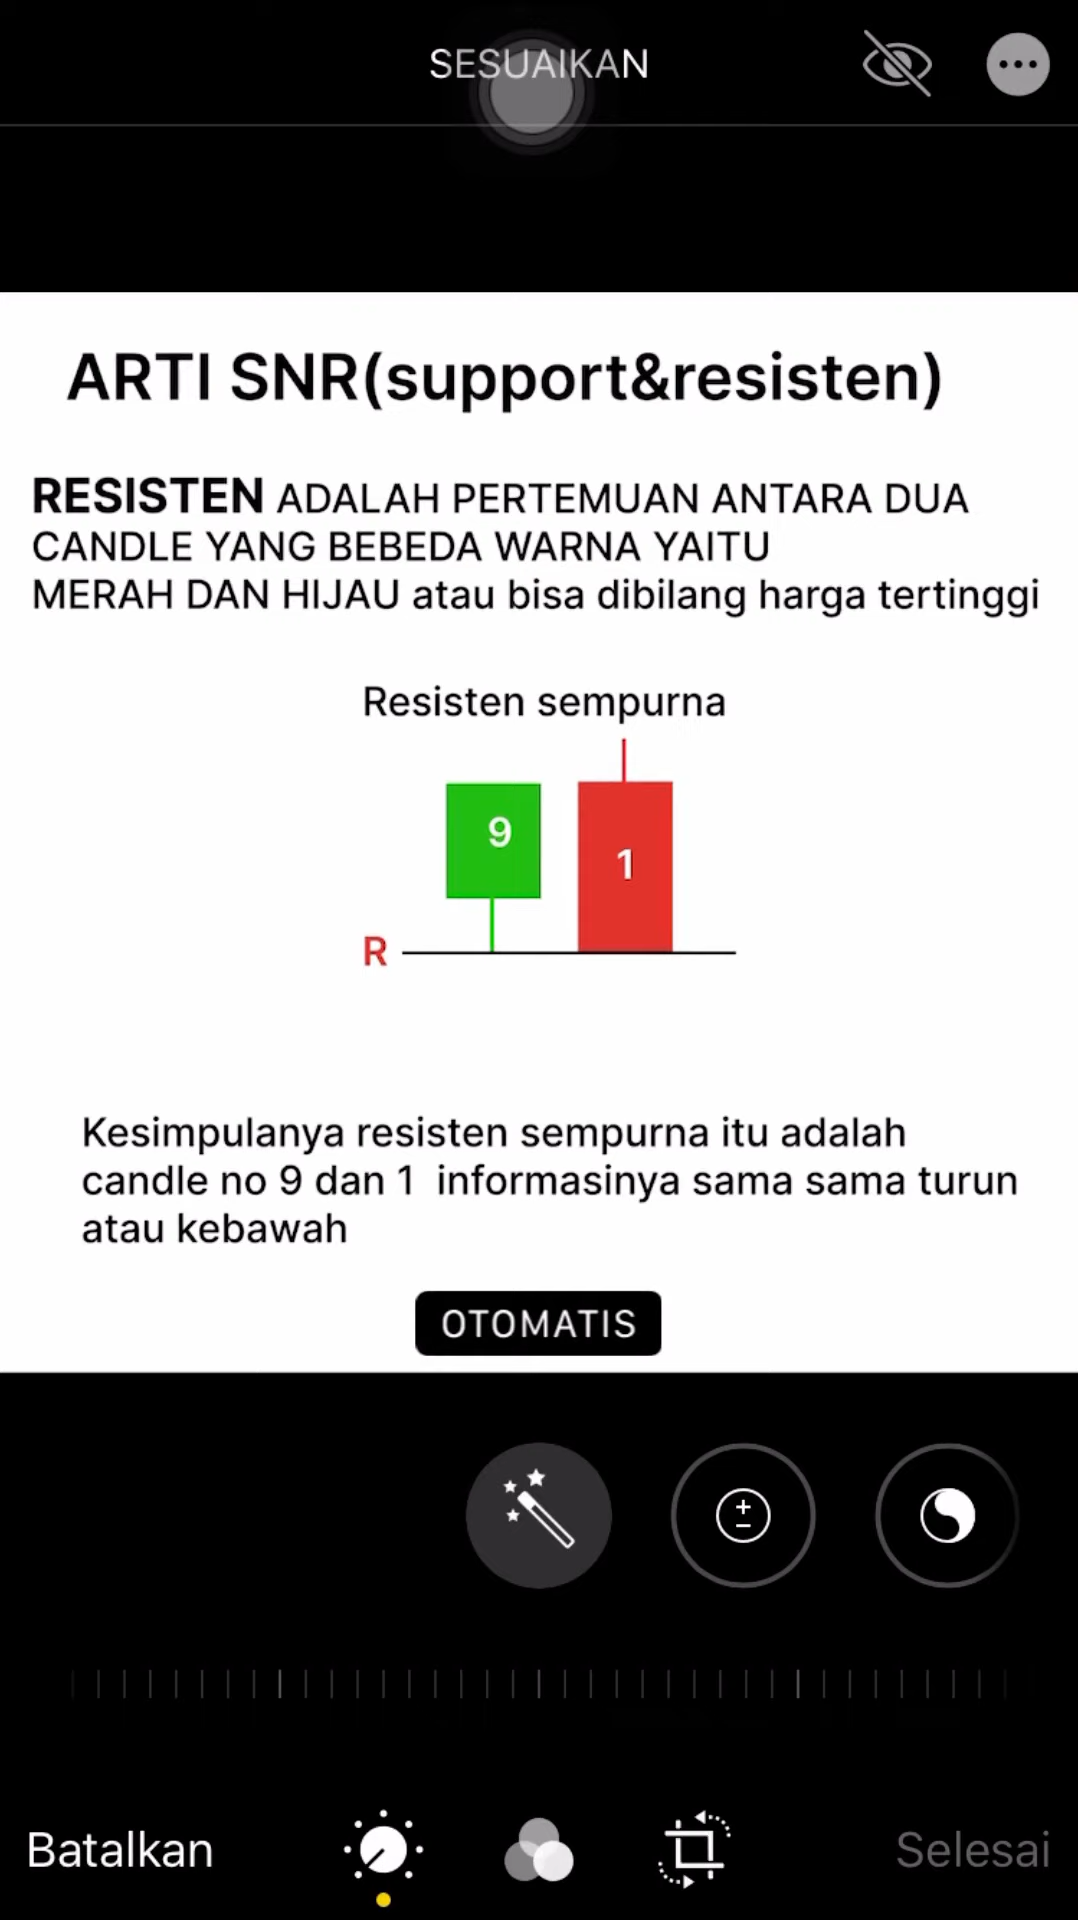 SESUAIKAN
ARTI SNR(support&resisten)
RESISTEN ADALAH PERTEMUAN ANTARA DUA
CANDLE YANG BEBEDA WARNA YAITU
MERAH DAN HIJAU atau bisa dibilang harga tertinggi
Resisten sempurna
9
1
R
Kesimpulanya resisten sempurna itu adalah
candle no 9 dan 1 informasinya sama sama turun
atau kebawah
OTOMATIS
Batalkan
Selesai